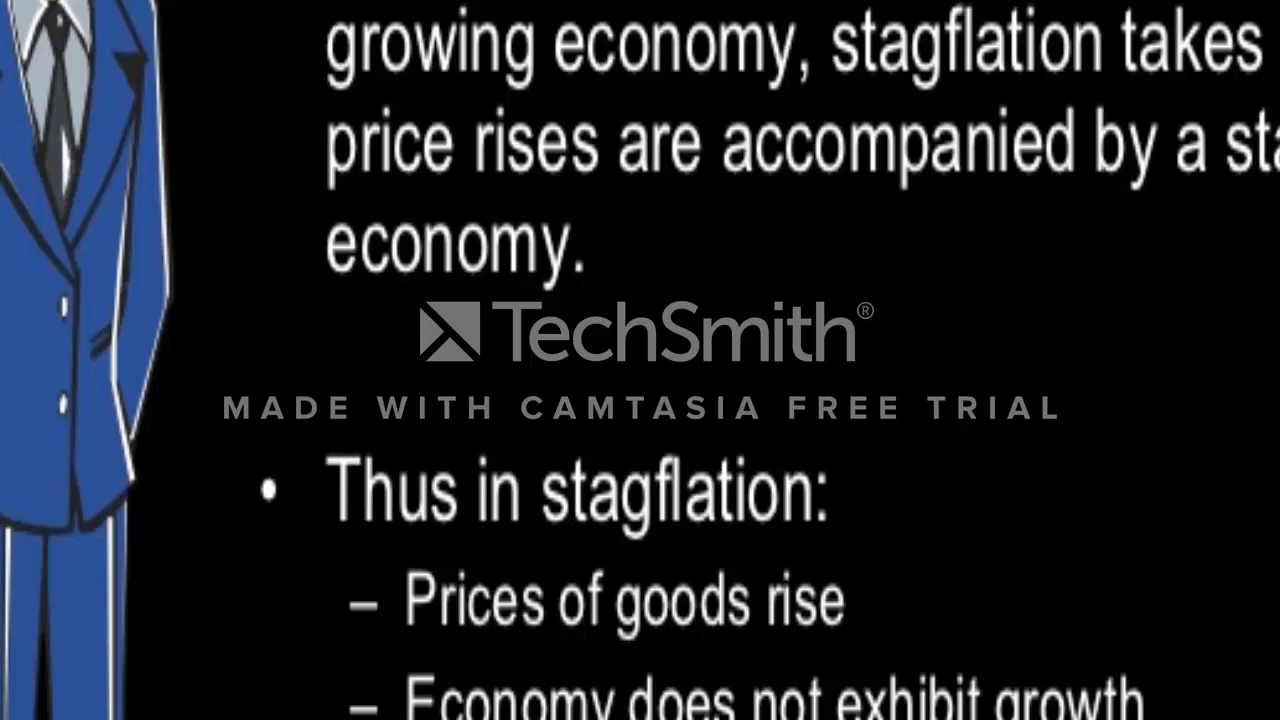 growing economy, stagflation takes
price rises are accompanied by a
economy.
TechSmith®
MADE WITH CAMTASIA FREE TRIAL
• Thus in stagflation:
– Prices of goods rise
– Economy does not exhibit growth